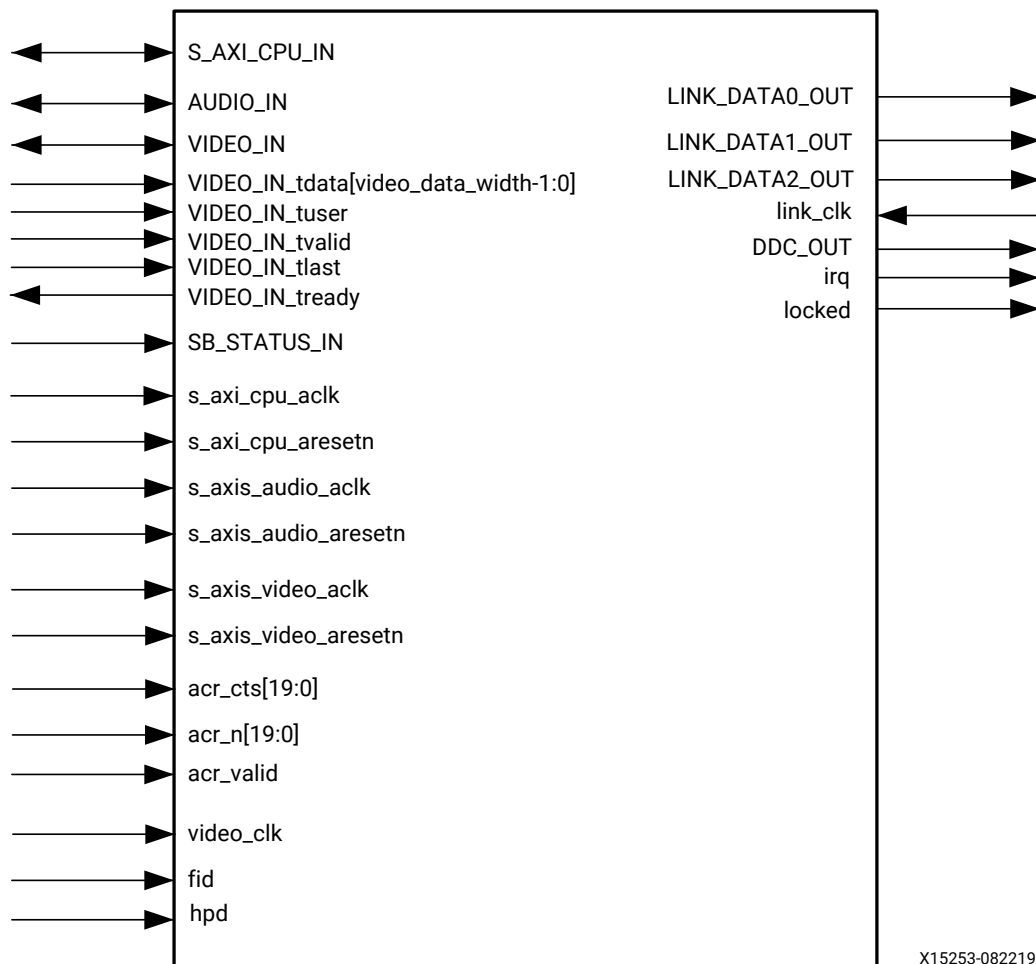 S_AXI_CPU_IN
AUDIO_IN
VIDEO_IN
VIDEO_IN_tdata[video_data_width-1:0]
VIDEO_IN_tuser
VIDEO_IN_tvalid
VIDEO_IN_tlast
VIDEO_IN_tready
SB_STATUS_IN
s_axi_cpu_aclk
s_axi_cpu_aresetn
s_axis_audio_aclk
s_axis_audio_aresetn
s_axis_video_aclk
s_axis_video_aresetn
acr_cts[19:0]
acr_n[19:0]
acr_valid
video_clk
fid
hpd
LINK_DATA0_OUT
LINK_DATA1_OUT
LINK_DATA2_OUT
link_clk
DDC_OUT
irq
locked
X15253-082219